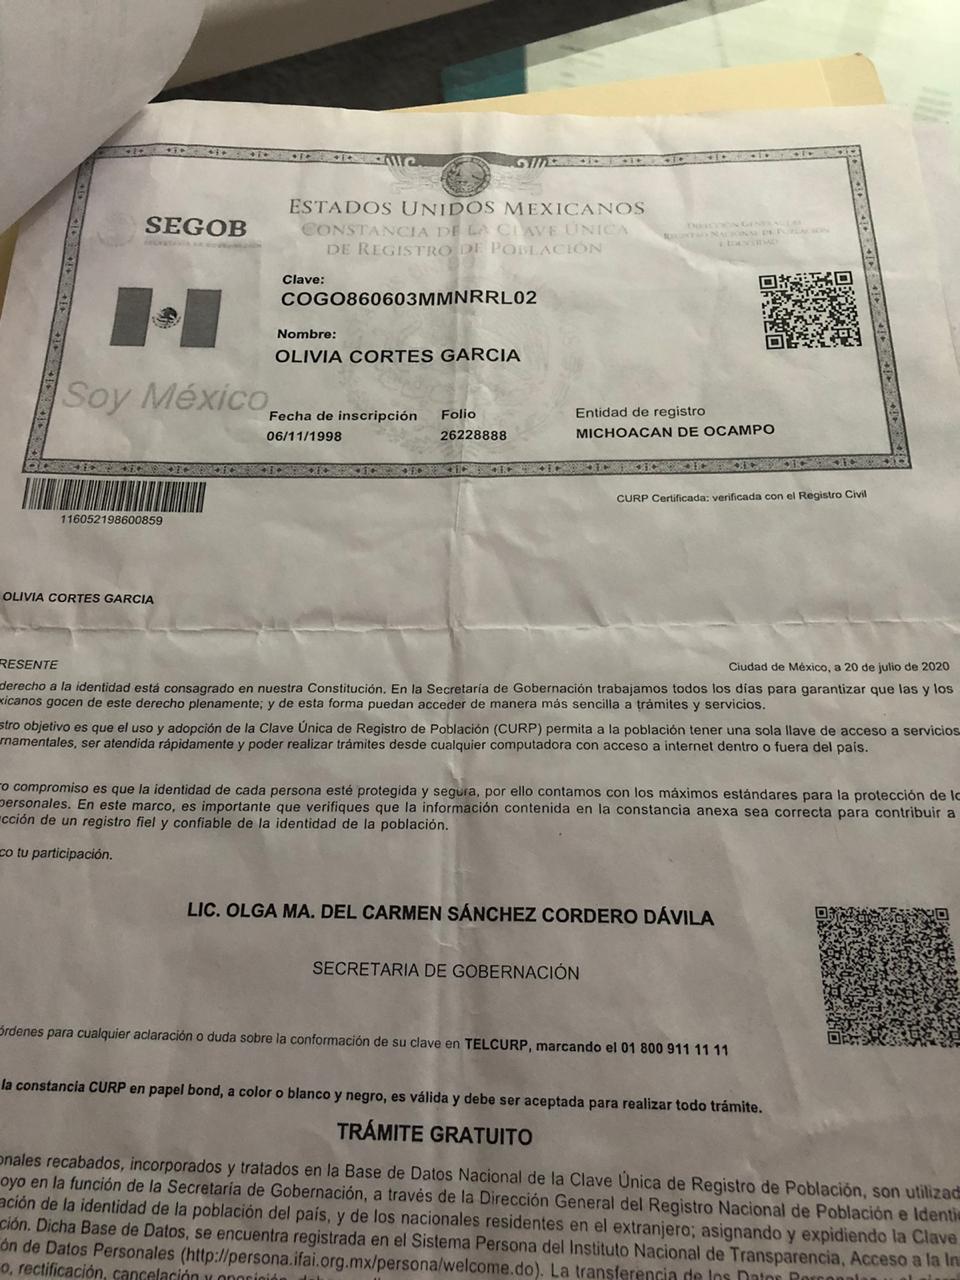 ESTADOS UNIDOS MEXICANOS
CONSTANCIA DE LA CLAVE ÚNICA
DE REGISTRO DE POBLACIÓN
SEGOB
SECRETARÍA DE GOBERNACIÓN
DIRECCIÓN GENERAL DEL
REGISTRO NACIONAL DE POBLACIÓN
E IDENTIDAD
Clave:
COGO860603MMNRRL02
Nombre:
OLIVIA CORTES GARCIA
Soy México
Fecha de inscripción Folio Entidad de registro
06/11/1998 26228888 MICHOACAN DE OCAMPO
CURP Certificada: verificada con el Registro Civil
116052198600859
OLIVIA CORTES GARCIA
RESENTE
Ciudad de México, a 20 de julio de 2020
derecho a la identidad está consagrado en nuestra Constitución. En la Secretaría de Gobernación trabajamos todos los días para garantizar que las y los
xicanos gocen de este derecho plenamente; y de esta forma puedan acceder de manera más sencilla a trámites y servicios.
stro objetivo es que el uso y adopción de la Clave Única de Registro de Población (CURP) permita a la población tener una sola llave de acceso a servicios
rnamentales, ser atendida rápidamente y poder realizar trámites desde cualquier computadora con acceso a internet dentro o fuera del país.
ro compromiso es que la identidad de cada persona esté protegida y segura, por ello contamos con los máximos estándares para la protección de lo
personales. En este marco, es importante que verifiques que la información contenida en la constancia anexa sea correcta para contribuir a
cción de un registro fiel y confiable de la identidad de la población.
co tu participación.
LIC. OLGA MA. DEL CARMEN SÁNCHEZ CORDERO DÁVILA
SECRETARIA DE GOBERNACIÓN
órdenes para cualquier aclaración o duda sobre la conformación de su clave en TELCURP, marcando el 01 800 911 11 11
la constancia CURP en papel bond, a color o blanco y negro, es válida y debe ser aceptada para realizar todo trámite.
TRÁMITE GRATUITO
onales recabados, incorporados y tratados en la Base de Datos Nacional de la Clave Única de Registro de Población, son utilizad
oyo en la función de la Secretaría de Gobernación, a través de la Dirección General del Registro Nacional de Población e Identi
ación de la identidad de la población del país, y de los nacionales residentes en el extranjero; asignando y expidiendo la Clave
ción. Dicha Base de Datos, se encuentra registrada en el Sistema Persona del Instituto Nacional de Transparencia, Acceso a la In
ón de Datos Personales (http://persona.ifai.org.mx/persona/welcome.do). La transferencia de los Datos Personales
o, rectificación, cancelación y oposición